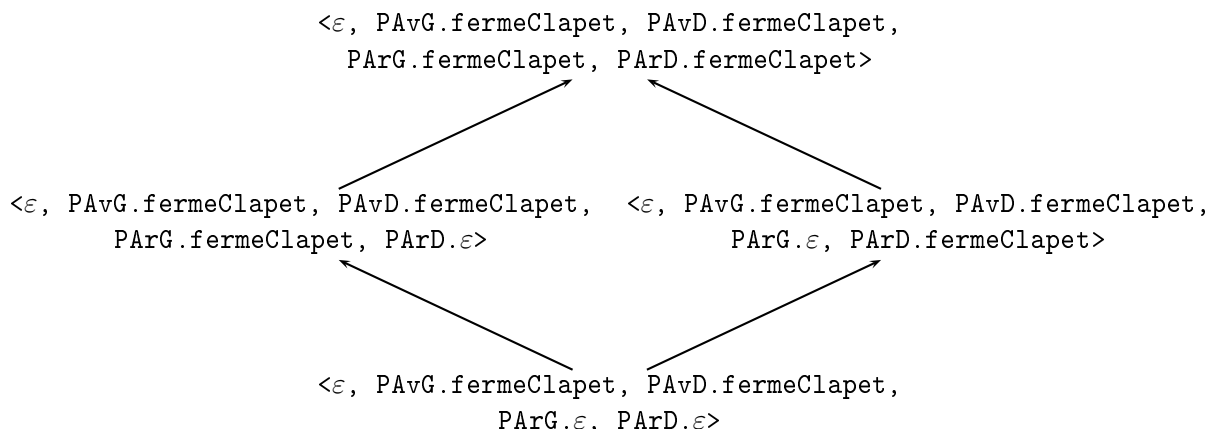 <ε, PAvG.fermeClapet, PAvD.fermeClapet,
PArG.fermeClapet, PArD.fermeClapet>
<ε, PAvG.fermeClapet, PAvD.fermeClapet,
PArG.fermeClapet, PArD.ε>
<ε, PAvG.fermeClapet, PAvD.fermeClapet,
PArG.ε, PArD.fermeClapet>
<ε, PAvG.fermeClapet, PAvD.fermeClapet,
PArG.ε, PArD.ε>